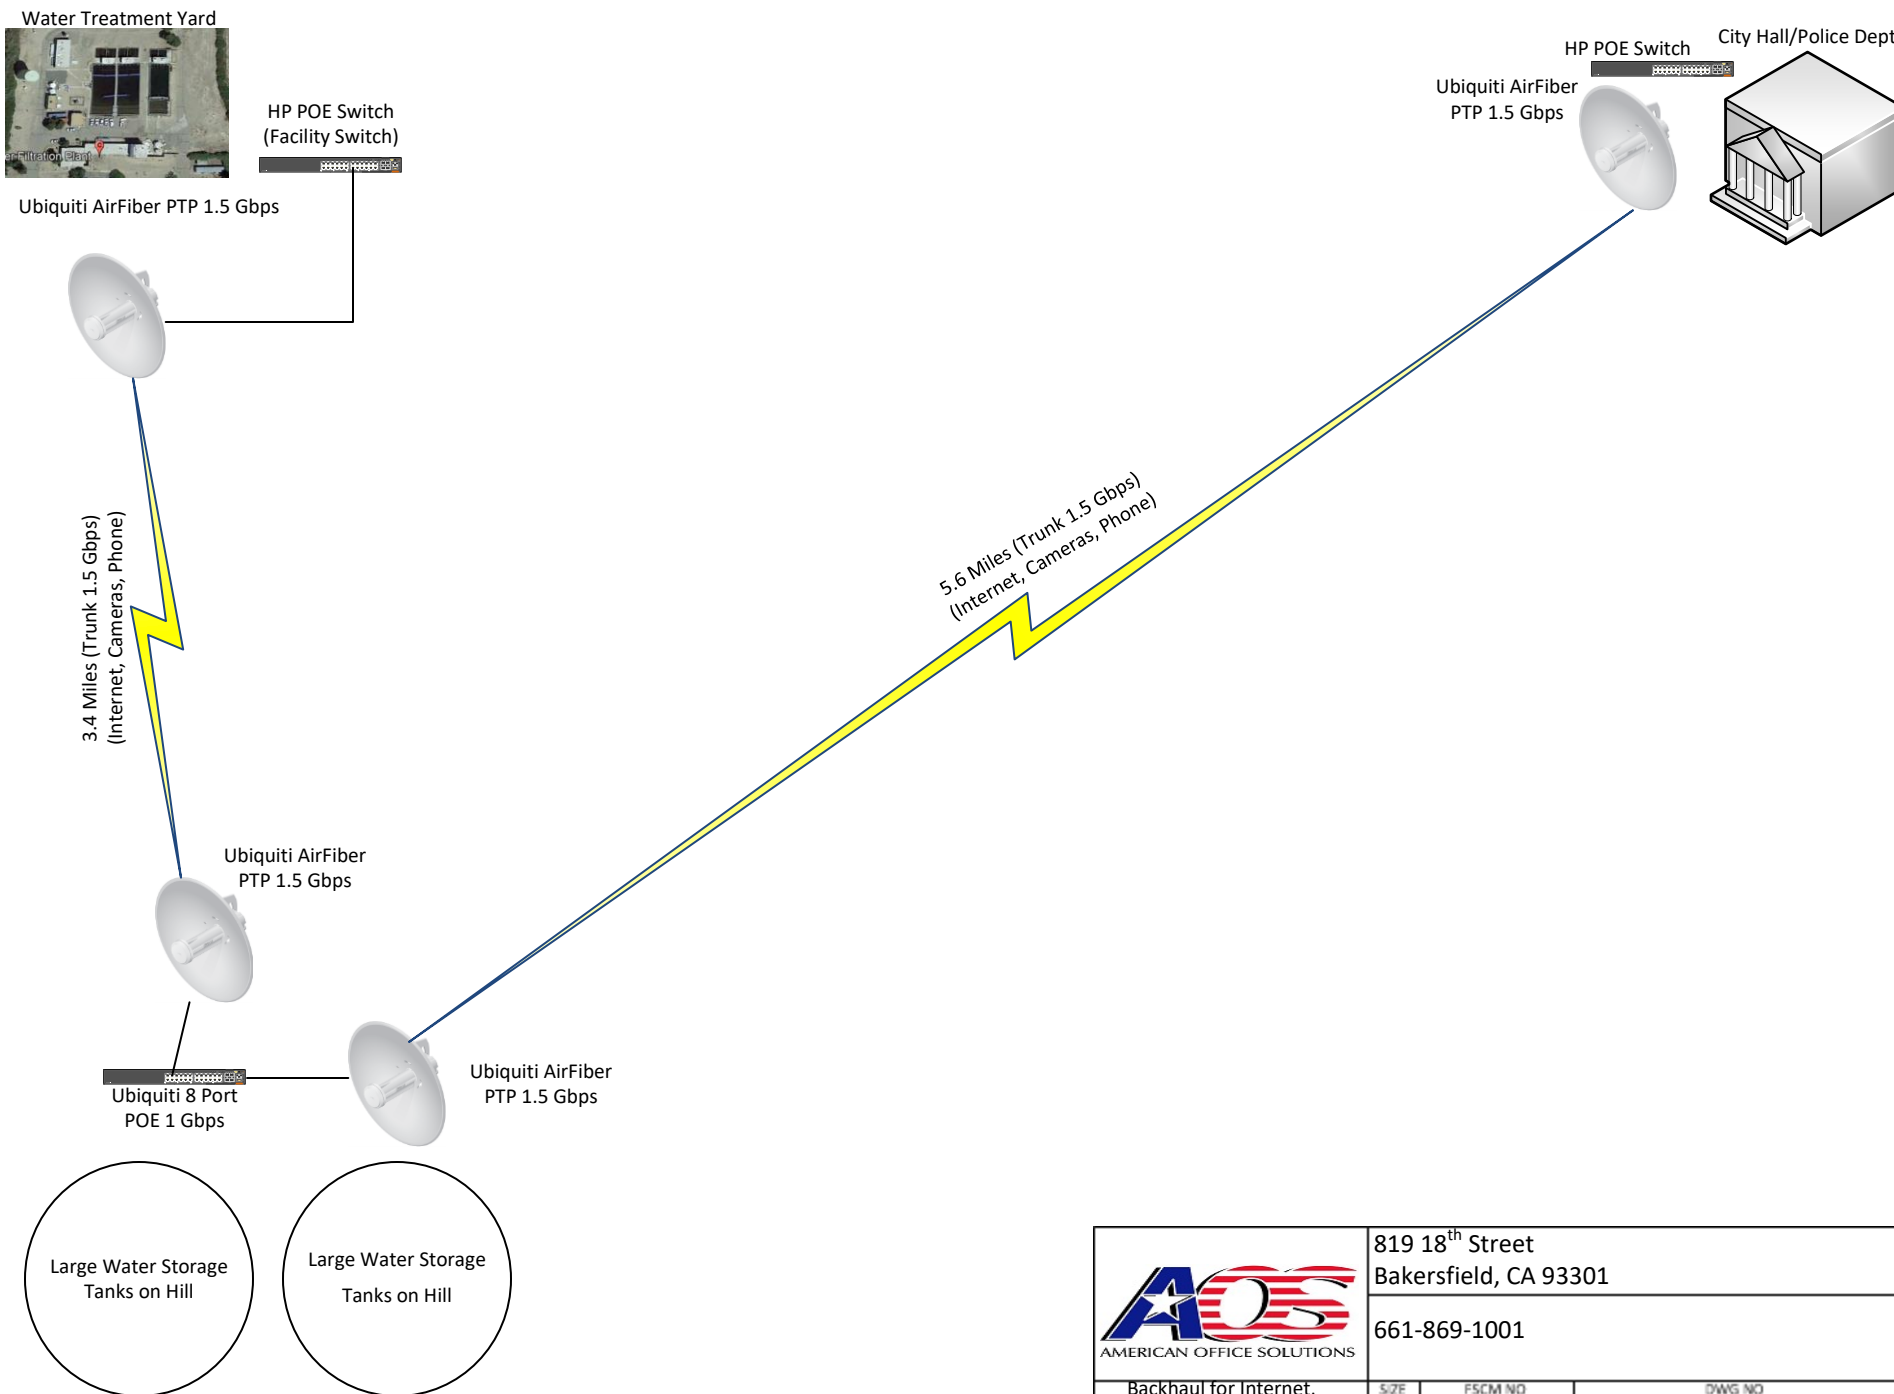 Water Treatment Yard
er Filtration Plant
HP POE Switch
(Facility Switch)
Ubiquiti AirFiber PTP 1.5 Gbps
HP POE Switch
City Hall/Police Dept
Ubiquiti AirFiber
PTP 1.5 Gbps
3.4 Miles (Trunk 1.5 Gbps)
(Internet, Cameras, Phone)
5.6 Miles (Trunk 1.5 Gbps)
(Internet, Cameras, Phone)
Ubiquiti AirFiber
PTP 1.5 Gbps
Ubiquiti 8 Port
POE 1 Gbps
Ubiquiti AirFiber
PTP 1.5 Gbps
Large Water Storage
Tanks on Hill
Large Water Storage
Tanks on Hill
AOS
AMERICAN OFFICE SOLUTIONS
819 18th Street
Bakersfield, CA 93301
661-869-1001
Backhaul for Internet,
SIZE
FSCM NO
DWG NO